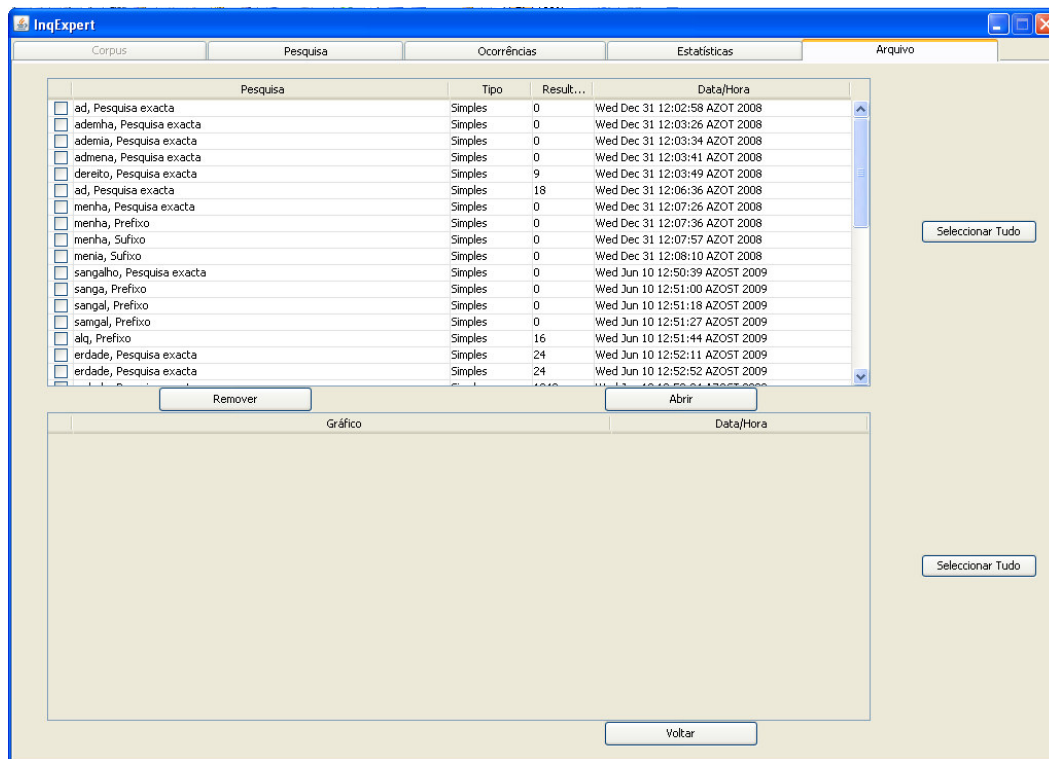 InqExpert
Corpus Pesquisa Ocorrências Estatísticas Arquivo
Pesquisa Tipo Result... Data/Hora
ad, Pesquisa exacta Simples 0 Wed Dec 31 12:02:58 AZOT 2008
ademha, Pesquisa exacta Simples 0 Wed Dec 31 12:03:26 AZOT 2008
ademia, Pesquisa exacta Simples 0 Wed Dec 31 12:03:34 AZOT 2008
admena, Pesquisa exacta Simples 0 Wed Dec 31 12:03:41 AZOT 2008
dereito, Pesquisa exacta Simples 9 Wed Dec 31 12:03:49 AZOT 2008
ad, Pesquisa exacta Simples 18 Wed Dec 31 12:06:36 AZOT 2008
menha, Pesquisa exacta Simples 0 Wed Dec 31 12:07:26 AZOT 2008
menha, Prefixo Simples 0 Wed Dec 31 12:07:36 AZOT 2008
menha, Sufixo Simples 0 Wed Dec 31 12:07:57 AZOT 2008
menia, Sufixo Simples 0 Wed Dec 31 12:08:10 AZOT 2008
sangalho, Pesquisa exacta Simples 0 Wed Jun 10 12:50:39 AZOST 2009
sanga, Prefixo Simples 0 Wed Jun 10 12:51:00 AZOST 2009
sangal, Prefixo Simples 0 Wed Jun 10 12:51:18 AZOST 2009
samgal, Prefixo Simples 0 Wed Jun 10 12:51:27 AZOST 2009
alq, Prefixo Simples 16 Wed Jun 10 12:51:44 AZOST 2009
erdade, Pesquisa exacta Simples 24 Wed Jun 10 12:52:11 AZOST 2009
erdade, Pesquisa exacta Simples 24 Wed Jun 10 12:52:52 AZOST 2009
Seleccionar Tudo
Remover Abrir
Gráfico Data/Hora
Seleccionar Tudo
Voltar